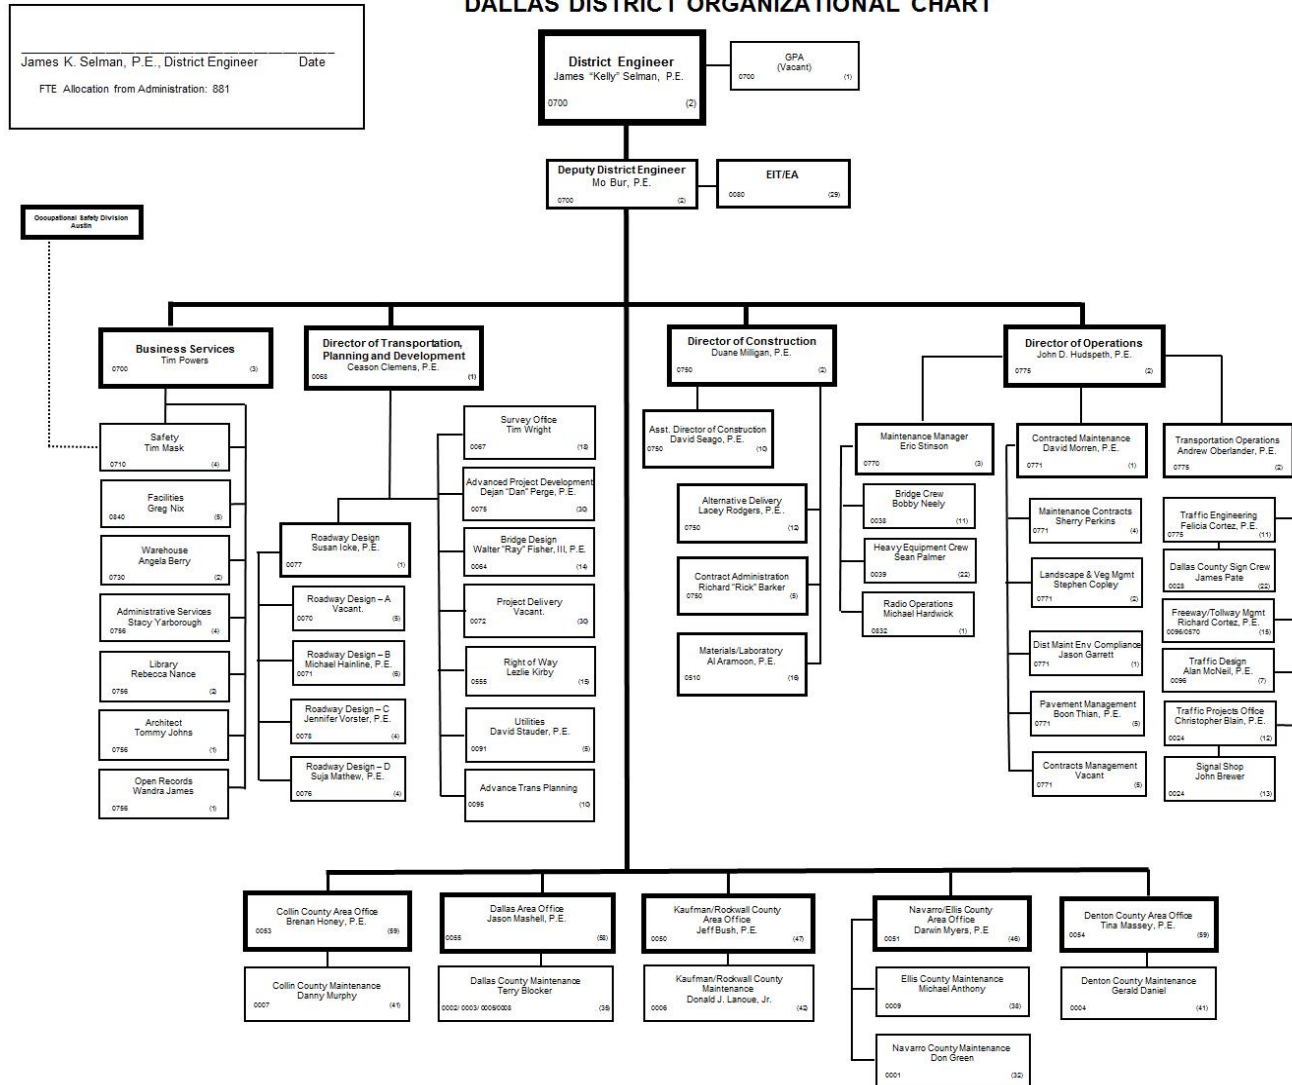 DALLAS DISTRICT ORGANIZATIONAL CHART
James K. Selman, P.E., District Engineer Date
FTE Allocation from Administration: 881
District Engineer
James "Kelly" Selman, P.E.
0700 (2)
GPA
(Vacant)
0700 (1)
Deputy District Engineer
Mo Bur, P.E.
0700 (2)
EIT/EA
0080 (29)
Occupational Safety Division
Austin
Business Services
Tim Powers
0700 (3)
Safety
Tim Mask
0710 (4)
Facilities
Greg Nix
0840 (5)
Warehouse
Angela Berry
0730 (2)
Administrative Services
Stacy Yarborough
0756 (4)
Library
Rebecca Nance
0756 (2)
Architect
Tommy Johns
0756 (1)
Open Records
Wandra James
0756 (1)
Director of Transportation,
Planning and Development
Ceason Clemens, P.E.
0068 (1)
Roadway Design
Susan Icke, P.E.
0077 (1)
Roadway Design – A
Vacant.
0070 (5)
Roadway Design – B
Michael Hainline, P.E.
0071 (6)
Roadway Design – C
Jennifer Vorster, P.E.
0078 (4)
Roadway Design – D
Suja Mathew, P.E.
0076 (4)
Survey Office
Tim Wright
0067 (18)
Advanced Project Development
Dejan "Dan" Perge, P.E.
0075 (30)
Bridge Design
Walter "Ray" Fisher, III, P.E.
0064 (14)
Project Delivery
Vacant.
0072 (30)
Right of Way
Lezlie Kirby
0555 (15)
Utilities
David Stauder, P.E.
0091 (5)
Advance Trans Planning
0095 (10)
Director of Construction
Duane Milligan, P.E.
0750 (2)
Asst. Director of Construction
David Seago, P.E.
0750 (10)
Alternative Delivery
Lacey Rodgers, P.E..
0750 (12)
Contract Administration
Richard "Rick" Barker
0750 (5)
Materials/Laboratory
Al Aramoon, P.E.
0510 (16)
Director of Operations
John D. Hudspeth, P.E.
0775 (2)
Maintenance Manager
Eric Stinson
0770 (3)
Bridge Crew
Bobby Neely
0038 (11)
Heavy Equipment Crew
Sean Palmer
0039 (22)
Radio Operations
Michael Hardwick
0832 (1)
Contracted Maintenance
David Morren, P.E.
0771 (1)
Maintenance Contracts
Sherry Perkins
0771 (4)
Landscape & Veg Mgmt
Stephen Copley
0771 (2)
Dist Maint Env Compliance
Jason Garrett
0771 (1)
Pavement Management
Boon Thian, P.E.
0771 (5)
Contracts Management
Vacant
0771 (5)
Transportation Operations
Andrew Oberlander, P.E.
0775 (2)
Traffic Engineering
Felicia Cortez, P.E.
0775 (11)
Dallas County Sign Crew
James Pate
0028 (22)
Freeway/Tollway Mgmt
Richard Cortez, P.E.
0096/0570 (15)
Traffic Design
Alan McNeil, P.E.
0096 (7)
Traffic Projects Office
Christopher Blain, P.E.
0024 (12)
Signal Shop
John Brewer
0024 (13)
Collin County Area Office
Brenan Honey, P.E.
0053 (59)
Collin County Maintenance
Danny Murphy
0007 (41)
Dallas Area Office
Jason Mashell, P.E.
0055 (58)
Dallas County Maintenance
Terry Blocker
0002/ 0003/ 0005/0008 (35)
Kaufman/Rockwall County
Area Office
Jeff Bush, P.E.
0050 (47)
Kaufman/Rockwall County
Maintenance
Donald J. Lanoue, Jr.
0006 (42)
Navarro/Ellis County
Area Office
Darwin Myers, P.E
0051 (46)
Ellis County Maintenance
Michael Anthony
0009 (38)
Navarro County Maintenance
Don Green
0001 (32)
Denton County Area Office
Tina Massey, P.E.
0054 (59)
Denton County Maintenance
Gerald Daniel
0004 (41)